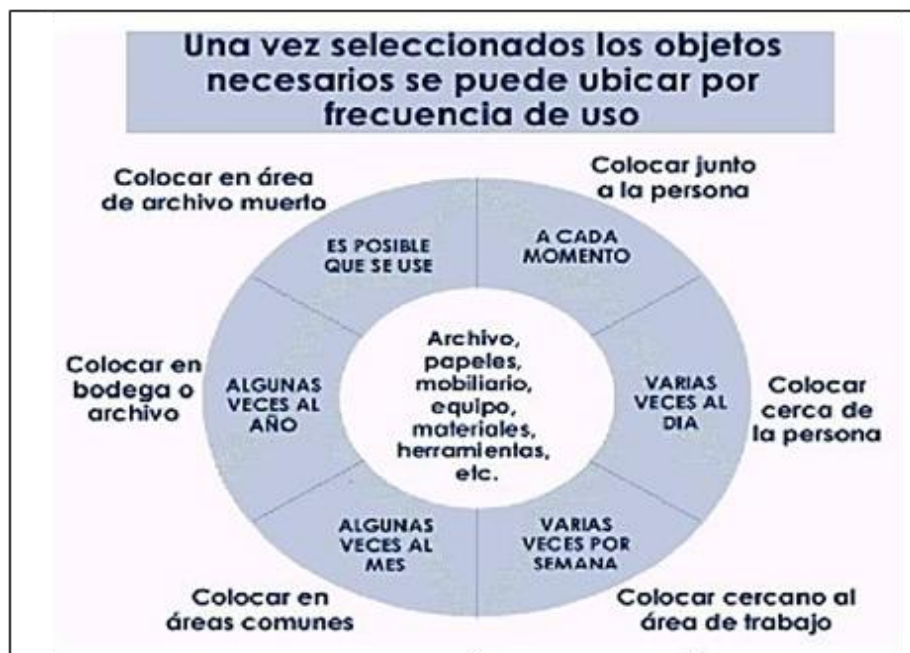 Una vez seleccionados los objetos
necesarios se puede ubicar por
frecuencia de uso
Colocar junto
a la persona
A CADA
MOMENTO
Colocar
cerca de
la persona
VARIAS
VECES AL
DIA
Colocar cercano al
área de trabajo
VARIAS
VECES POR
SEMANA
Colocar en
áreas comunes
ALGUNAS
VECES AL
MES
Colocar en
bodega o
archivo
ALGUNAS
VECES AL
AÑO
Colocar en área
de archivo muerto
ES POSIBLE
QUE SE USE
Archivo,
papeles,
mobiliario,
equipo,
materiales,
herramientas,
etc.